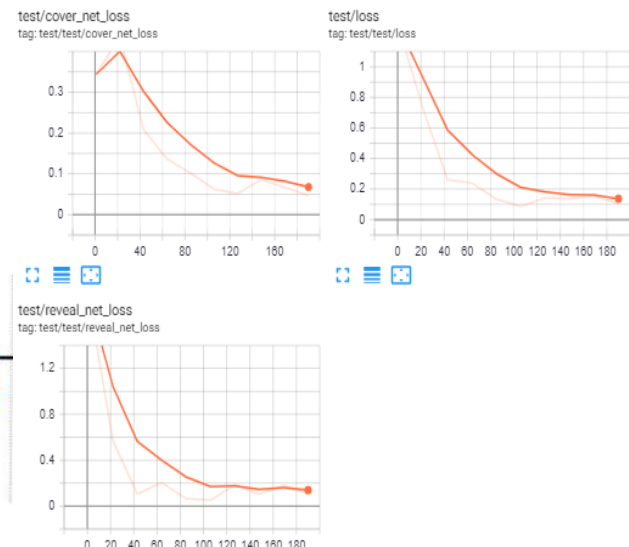 test/cover_net_loss
tag: test/test/cover_net_loss
0.3
0.2
0.1
0
0 40 80 120 160
test/loss
tag: test/test/loss
1
0.8
0.6
0.4
0.2
0
0 20 40 60 80 100 120 140 160 180
test/reveal_net_loss
tag: test/test/reveal_net_loss
1.2
0.8
0.4
0
0 20 40 60 80 100 120 140 160 180